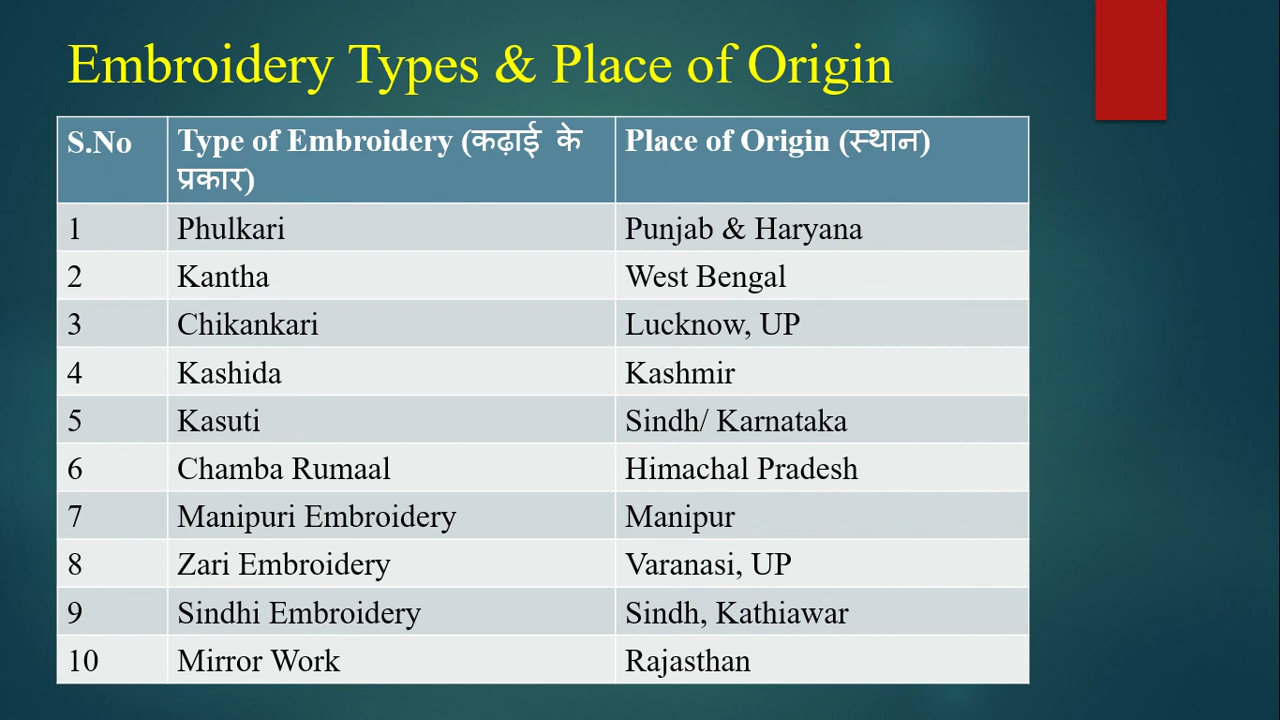 Embroidery Types & Place of Origin
S.No Type of Embroidery (कढ़ाई के प्रकार) Place of Origin (स्थान)
1 Phulkari Punjab & Haryana
2 Kantha West Bengal
3 Chikankari Lucknow, UP
4 Kashida Kashmir
5 Kasuti Sindh/ Karnataka
6 Chamba Rumaal Himachal Pradesh
7 Manipuri Embroidery Manipur
8 Zari Embroidery Varanasi, UP
9 Sindhi Embroidery Sindh, Kathiawar
10 Mirror Work Rajasthan